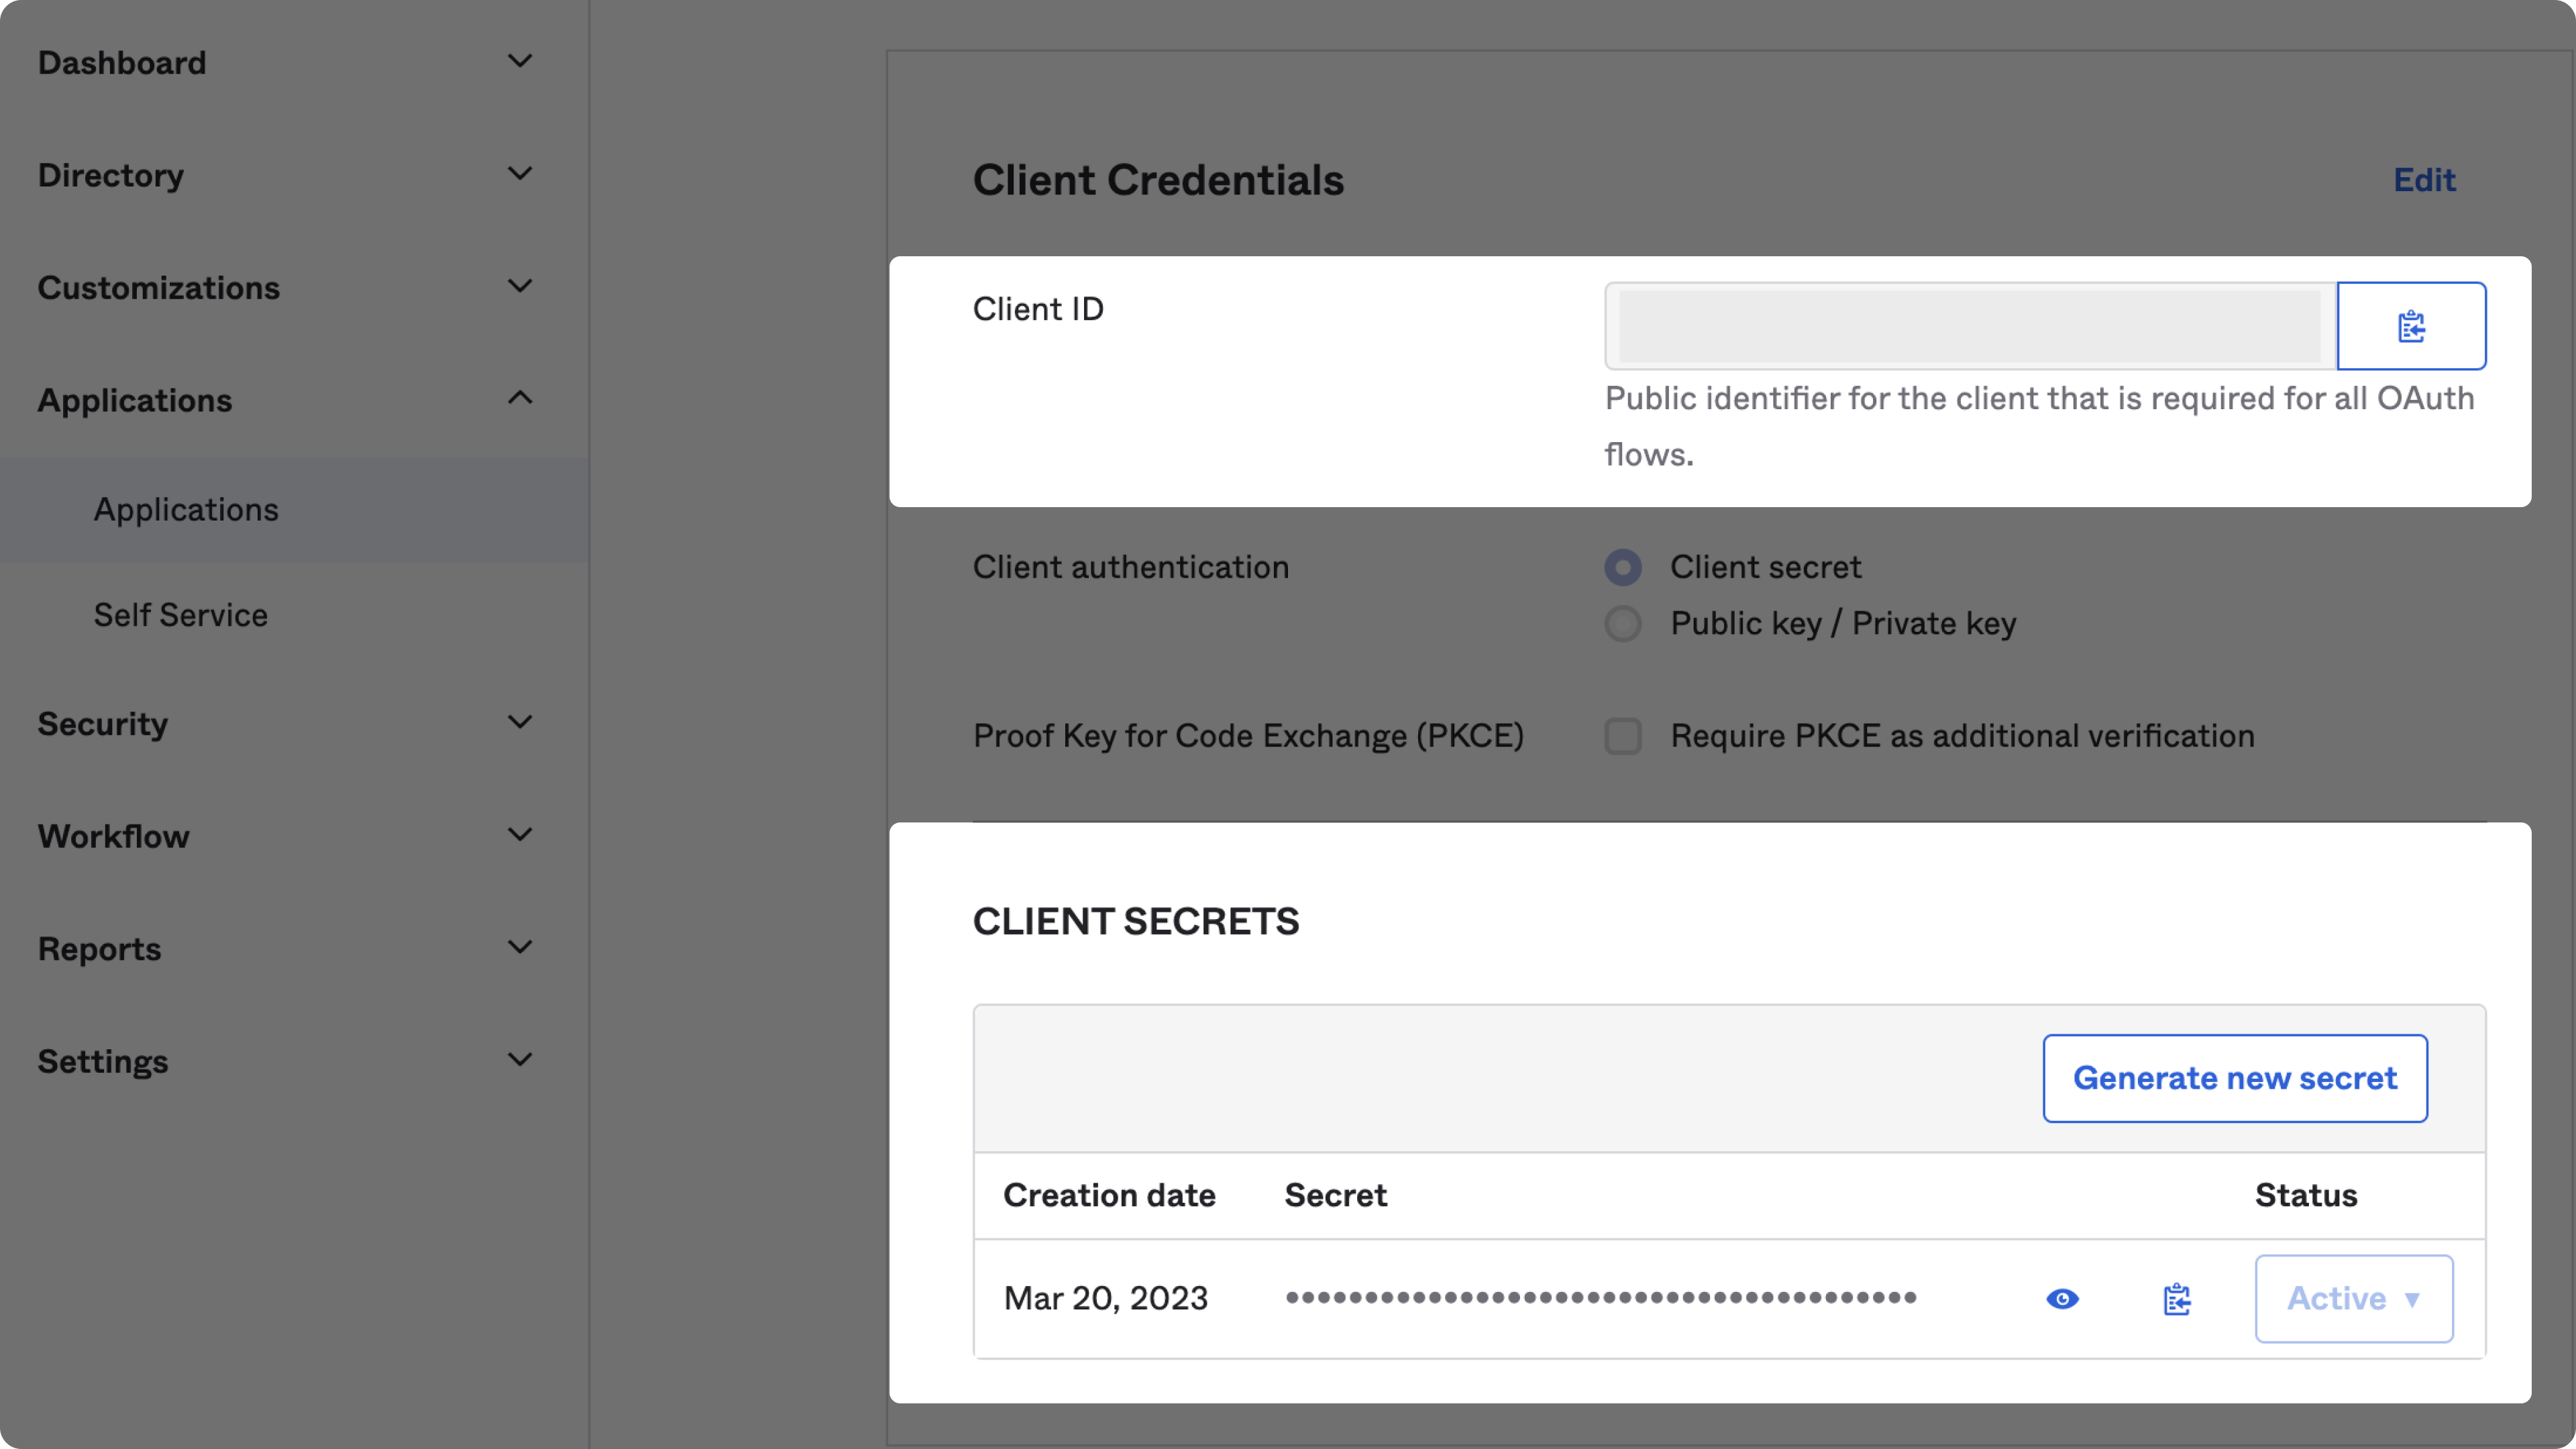 Dashboard
Directory
Customizations
Applications
Applications
Self Service
Security
Workflow
Reports
Settings
Client Credentials
Edit
Client ID
Public identifier for the client that is required for all OAuth
flows.
Client authentication
Client secret
Public key / Private key
Proof Key for Code Exchange (PKCE)
Require PKCE as additional verification
CLIENT SECRETS
Generate new secret
Creation date Secret Status
Mar 20, 2023 •••••••••••••••••••••••••••••••••••••••• Active